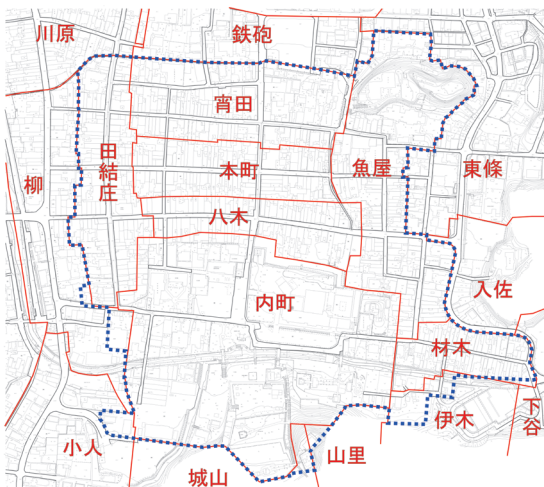 川原
鉄砲
宵田
田結庄
本町
魚屋
東條
柳
八木
入佐
内町
材木
下谷
伊木
小人
山里
城山